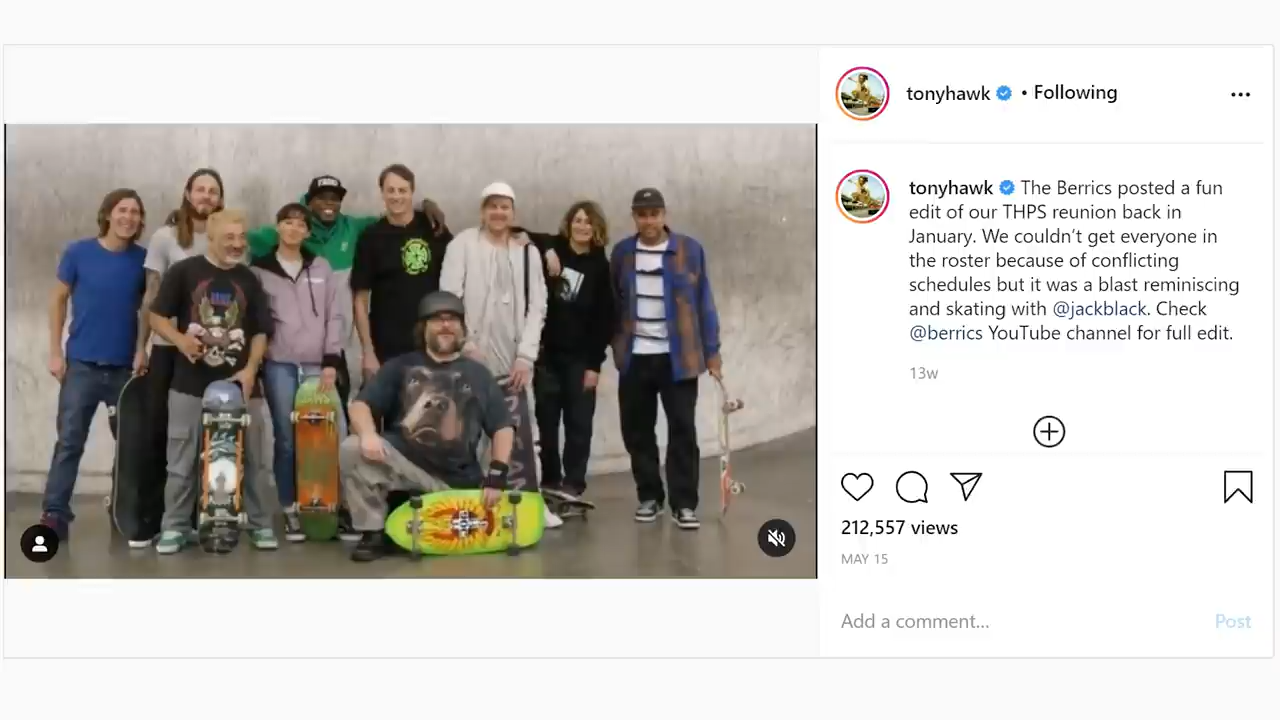 tonyhawk • Following
tonyhawk The Berrics posted a fun
edit of our THPS reunion back in
January. We couldn't get everyone in
the roster because of conflicting
schedules but it was a blast reminiscing
and skating with @jackblack. Check
@berrics YouTube channel for full edit.
13w
212,557 views
MAY 15
Add a comment...
Post